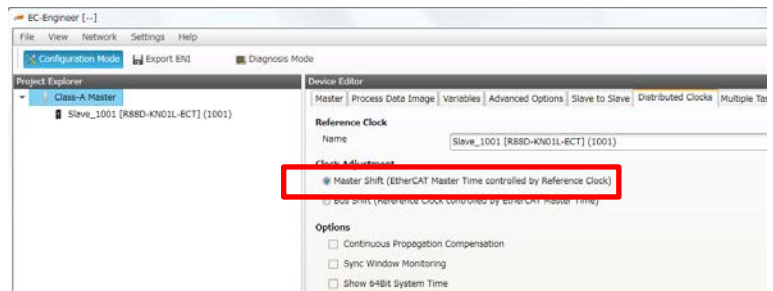 EC-Engineer [--]
File View Network Settings Help
Configuration Mode Export ENI Diagnosis Mode
Project Explorer
Device Editor
Class-A Master
Master Process Data Image Variables Advanced Options Slave to Slave Distributed Clocks Multiple Tas
Slave_1001 [R88D-KN01L-ECT] (1001)
Reference Clock
Name Slave_1001 [R88D-KN01L-ECT] (1001)
Clock Adjustment
Master Shift (EtherCAT Master Time controlled by Reference Clock)
Bus Shift (Reference Clock controlled by EtherCAT Master Time)
Options
Continuous Propagation Compensation
Sync Window Monitoring
Show 64Bit System Time